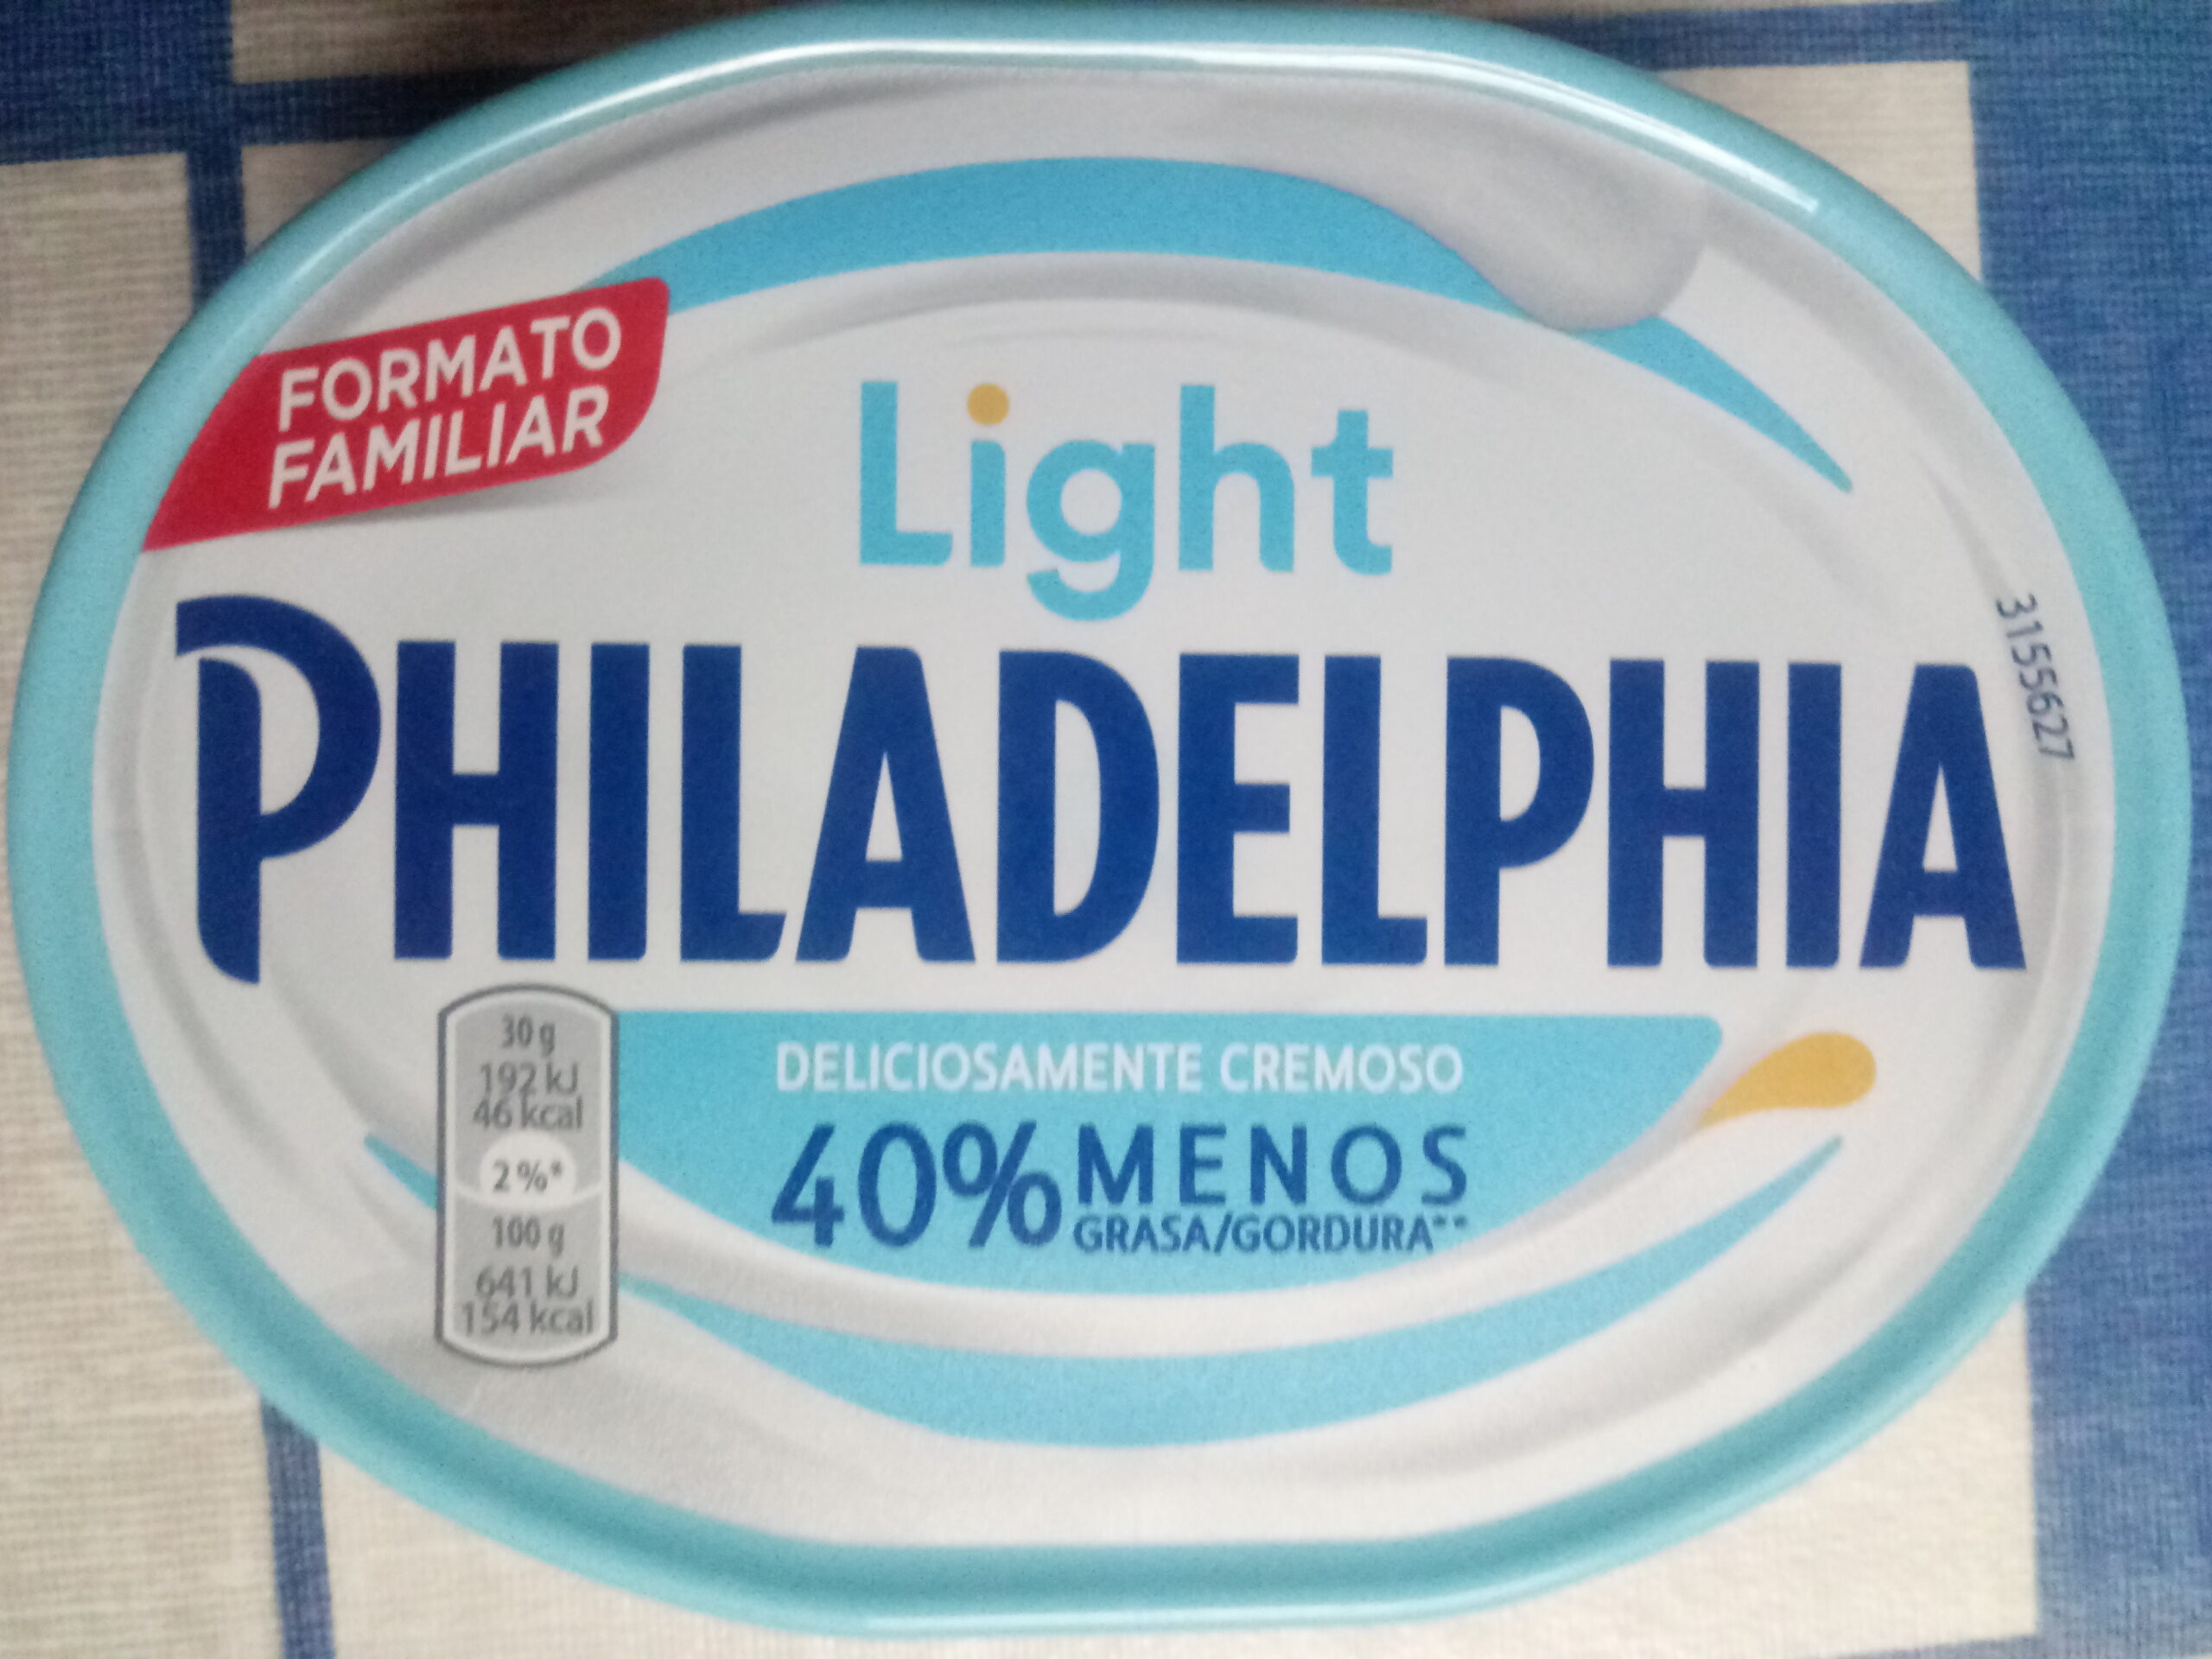 FORMATO
FAMILIAR
Light
PHILADELPHIA
3155627
DELICIOSAMENTE CREMOSO
40% MENOS
GRASA/GORDURA**
30 g
192 kJ
46 kcal
2%*
100 g
641 kJ
154 kcal